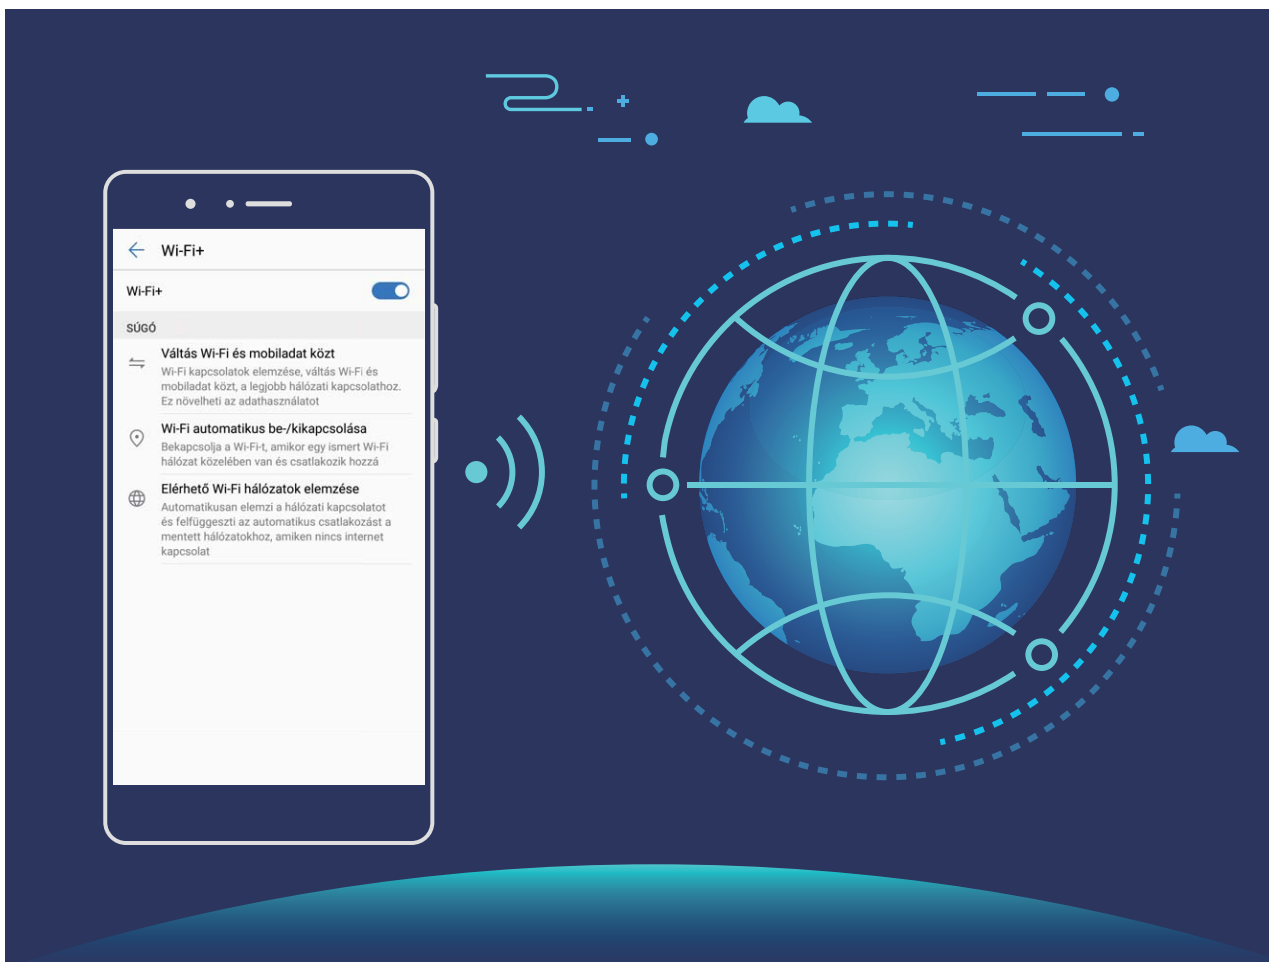 Wi-Fi+
Wi-Fi+
SÚGÓ
Váltás Wi-Fi és mobiladat közt
Wi-Fi kapcsolatok elemzése, váltás Wi-Fi és
mobiladat közt, a legjobb hálózati kapcsolathoz.
Ez növelheti az adathasználatot
Wi-Fi automatikus be-/kikapcsolása
Bekapcsolja a Wi-Fi-t, amikor egy ismert Wi-Fi
hálózat közelében van és csatlakozik hozzá
Elérhető Wi-Fi hálózatok elemzése
Automatikusan elemzi a hálózati kapcsolatot
és felfüggeszti az automatikus csatlakozást a
mentett hálózatokhoz, amiken nincs internet
kapcsolat